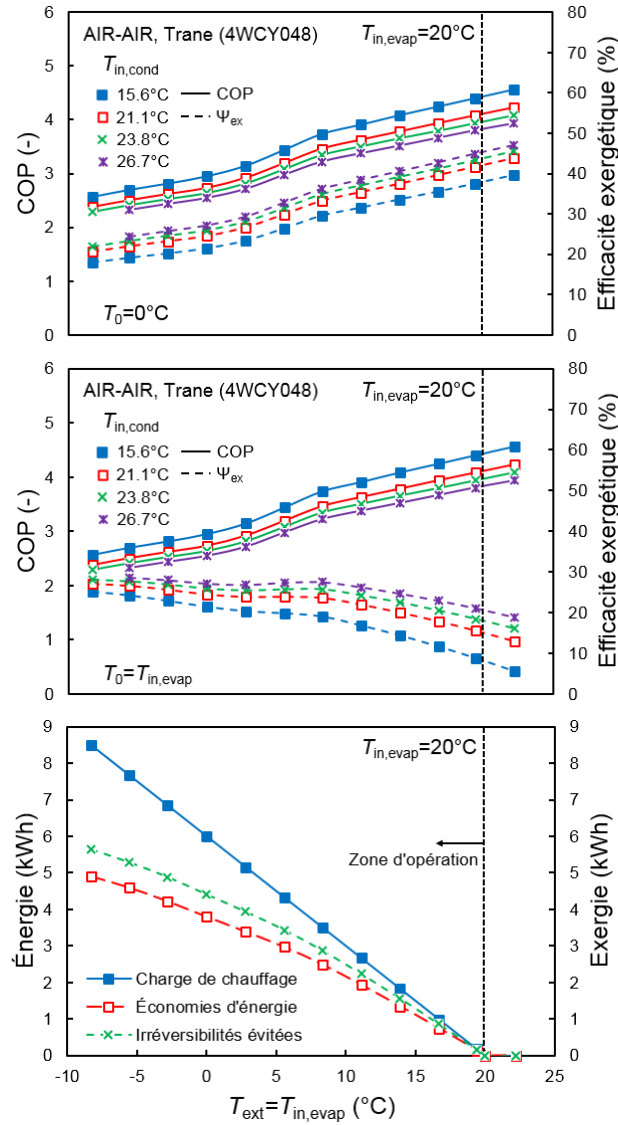 AIR-AIR, Trane (4WCY048)
T_in,evap=20°C
T_in,cond
15.6°C
21.1°C
23.8°C
26.7°C
COP
Ψ_ex
T_0=0°C
COP (-)
0
1
2
3
4
5
6
Efficacité exergétique (%)
0
10
20
30
40
50
60
70
80
AIR-AIR, Trane (4WCY048)
T_in,evap=20°C
T_in,cond
15.6°C
21.1°C
23.8°C
26.7°C
COP
Ψ_ex
T_0=T_in,evap
COP (-)
0
1
2
3
4
5
6
Efficacité exergétique (%)
0
10
20
30
40
50
60
70
80
T_in,evap=20°C
Zone d'opération
Charge de chauffage
Économies d'énergie
Irréversibilités évitées
Énergie (kWh)
0
1
2
3
4
5
6
7
8
9
Exergie (kWh)
0
1
2
3
4
5
6
7
8
9
-10
-5
0
5
10
15
20
25
T_ext=T_in,evap (°C)